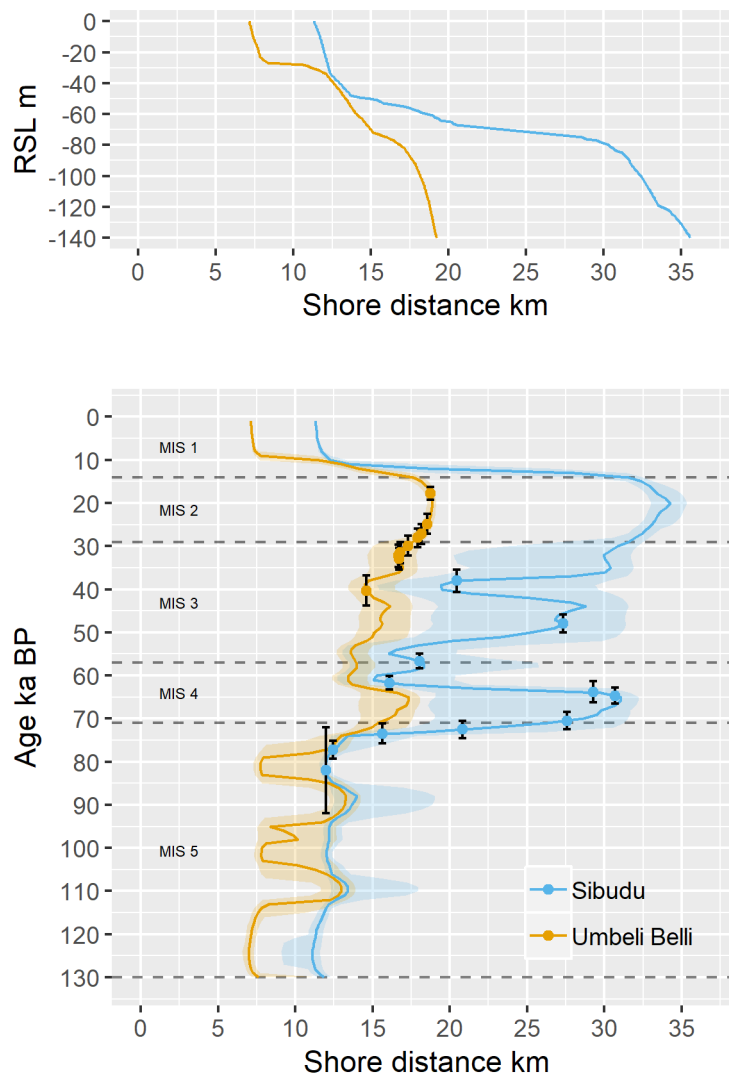 0
-20
-40
-60
-80
-100
-120
-140
RSL m
0 5 10 15 20 25 30 35
Shore distance km
0
10
20
30
40
50
60
70
80
90
100
110
120
130
Age ka BP
MIS 1
MIS 2
MIS 3
MIS 4
MIS 5
Sibudu
Umbeli Belli
0 5 10 15 20 25 30 35
Shore distance km